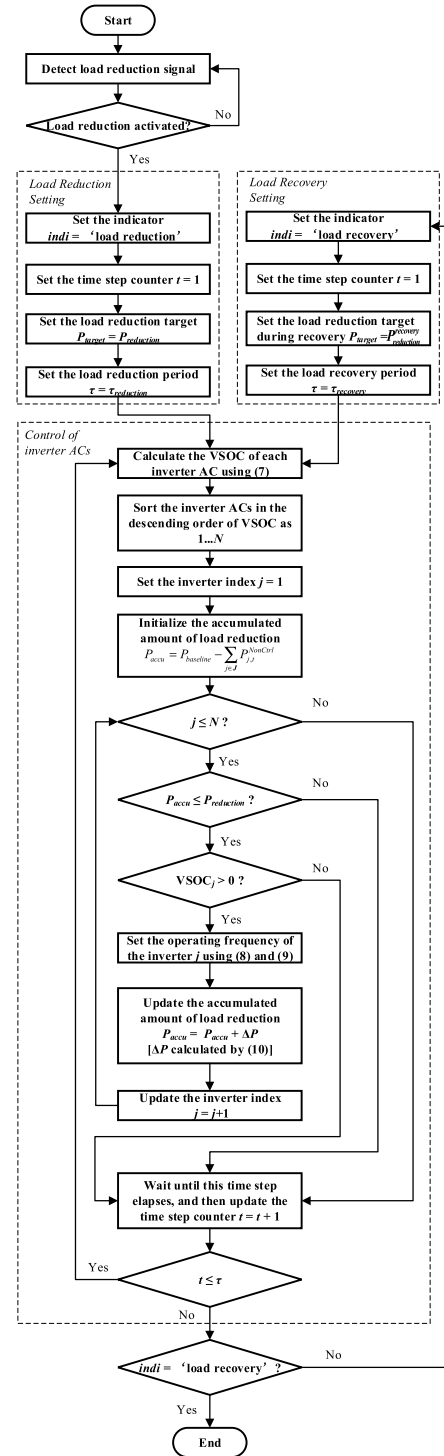 Start
Detect load reduction signal
No
Load reduction activated?
Yes
Load Reduction
Setting
Set the indicator
indi = ‘load reduction’
Set the time step counter t = 1
Set the load reduction target
P_target = P_reduction
Set the load reduction period
τ = τ_reduction
Load Recovery
Setting
Set the indicator
indi = ‘load recovery’
Set the time step counter t = 1
Set the load reduction target
during recovery P_target = P_reduction^recovery
Set the load recovery period
τ = τ_recovery
Control of
inverter ACs
Calculate the VSOC of each
inverter AC using (7)
Sort the inverter ACs in the
descending order of VSOC as
1...N
Set the inverter index j = 1
Initialize the accumulated
amount of load reduction
P_accu = P_baseline − ∑_{j∈J} P_{j,t}^{NonCtrl}
No
j ≤ N ?
Yes
No
P_accu ≤ P_reduction ?
Yes
No
VSOC_j > 0 ?
Yes
Set the operating frequency of
the inverter j using (8) and (9)
Update the accumulated
amount of load reduction
P_accu = P_accu + ΔP
[ΔP calculated by (10)]
Update the inverter index
j = j+1
Wait until this time step
elapses, and then update the
time step counter t = t + 1
Yes
t ≤ τ
No
No
indi = ‘load recovery’ ?
Yes
End